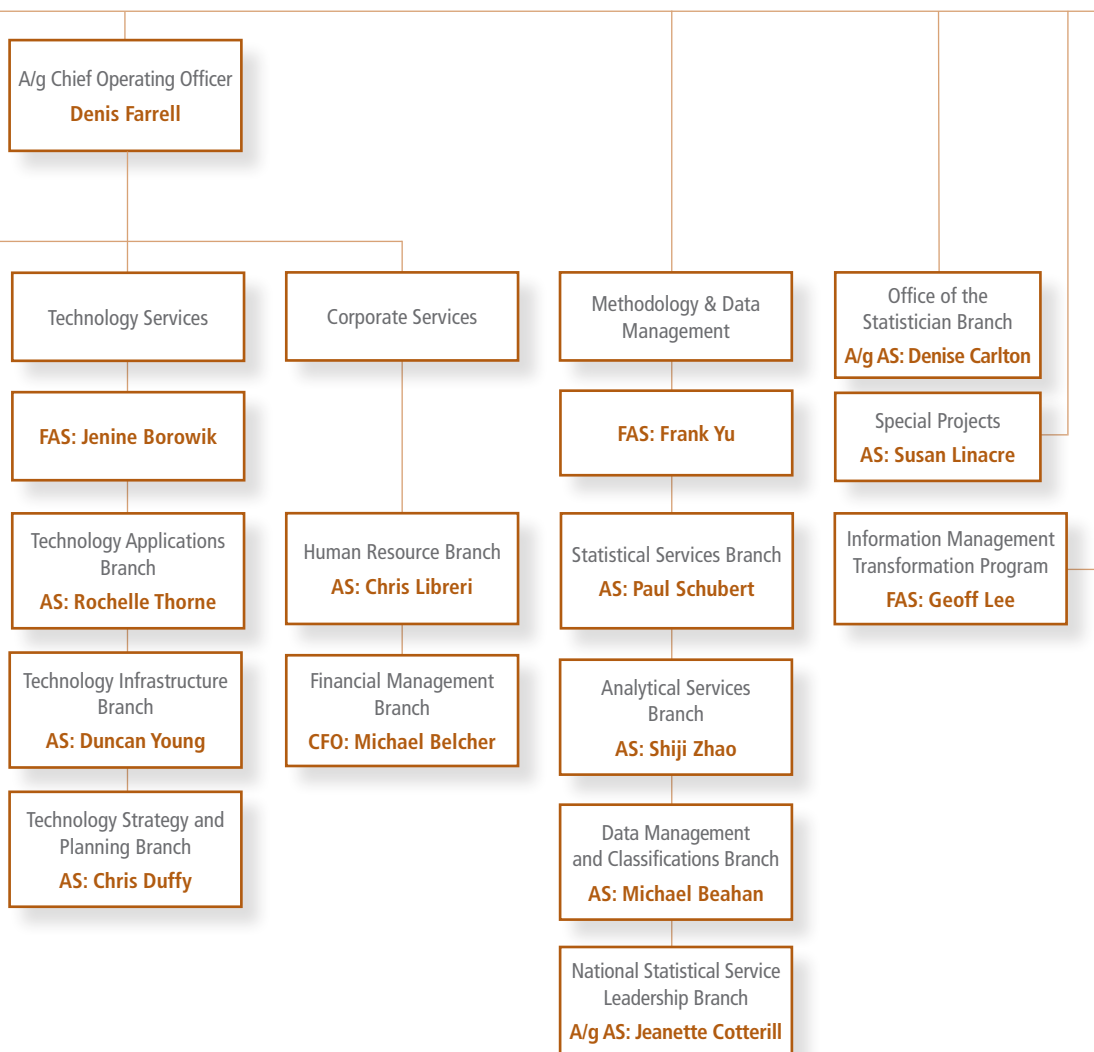 A/g Chief Operating Officer
Denis Farrell
Technology Services
FAS: Jenine Borowik
Technology Applications
Branch
AS: Rochelle Thorne
Technology Infrastructure
Branch
AS: Duncan Young
Technology Strategy and
Planning Branch
AS: Chris Duffy
Corporate Services
Human Resource Branch
AS: Chris Libreri
Financial Management
Branch
CFO: Michael Belcher
Methodology & Data
Management
FAS: Frank Yu
Statistical Services Branch
AS: Paul Schubert
Analytical Services
Branch
AS: Shiji Zhao
Data Management
and Classifications Branch
AS: Michael Beahan
National Statistical Service
Leadership Branch
A/g AS: Jeanette Cotterill
Office of the
Statistician Branch
A/g AS: Denise Carlton
Special Projects
AS: Susan Linacre
Information Management
Transformation Program
FAS: Geoff Lee